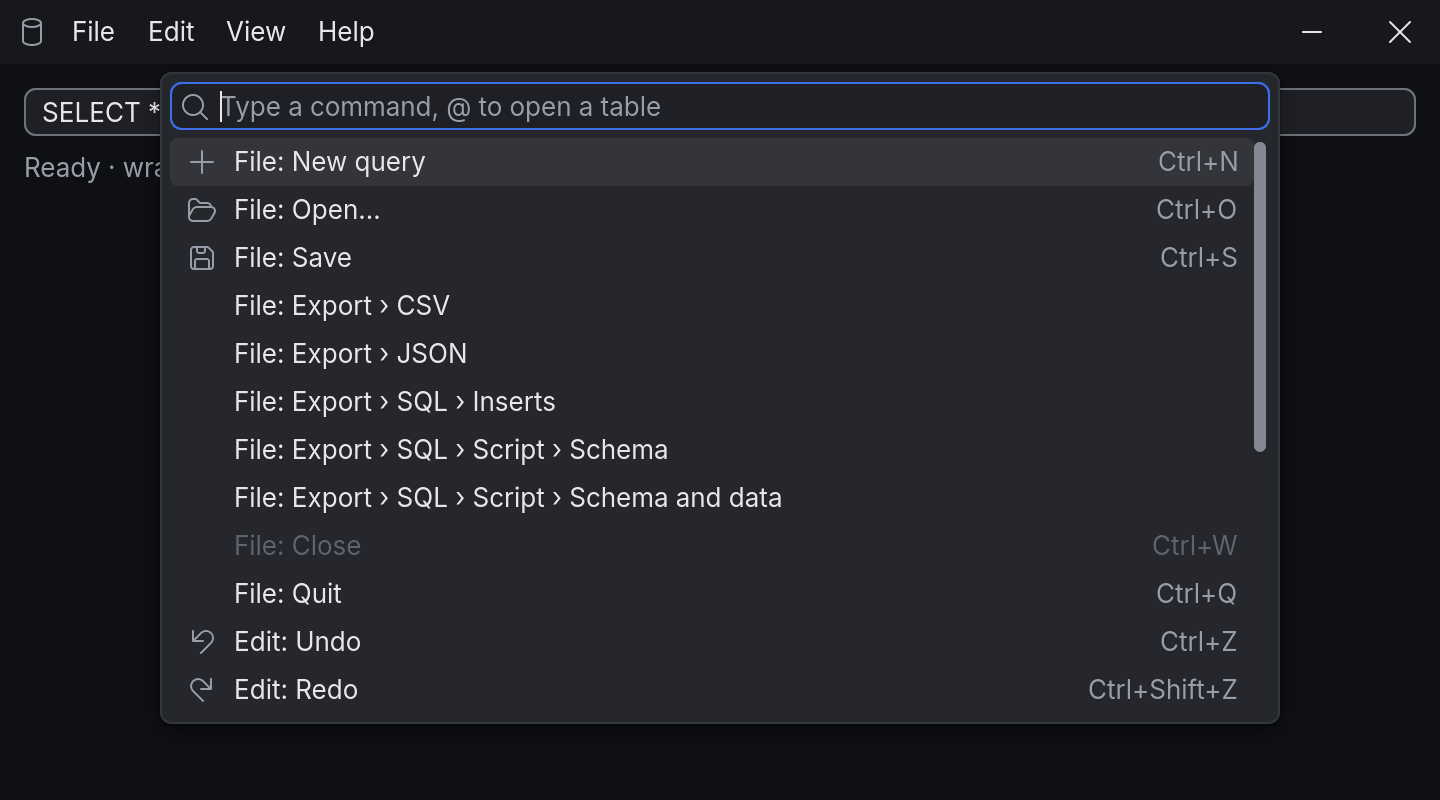 File Edit View Help
SELECT *
Type a command, @ to open a table
Ready ·
File: New query Ctrl+N
File: Open... Ctrl+O
File: Save Ctrl+S
File: Export › CSV
File: Export › JSON
File: Export › SQL › Inserts
File: Export › SQL › Script › Schema
File: Export › SQL › Script › Schema and data
File: Close Ctrl+W
File: Quit Ctrl+Q
Edit: Undo Ctrl+Z
Edit: Redo Ctrl+Shift+Z